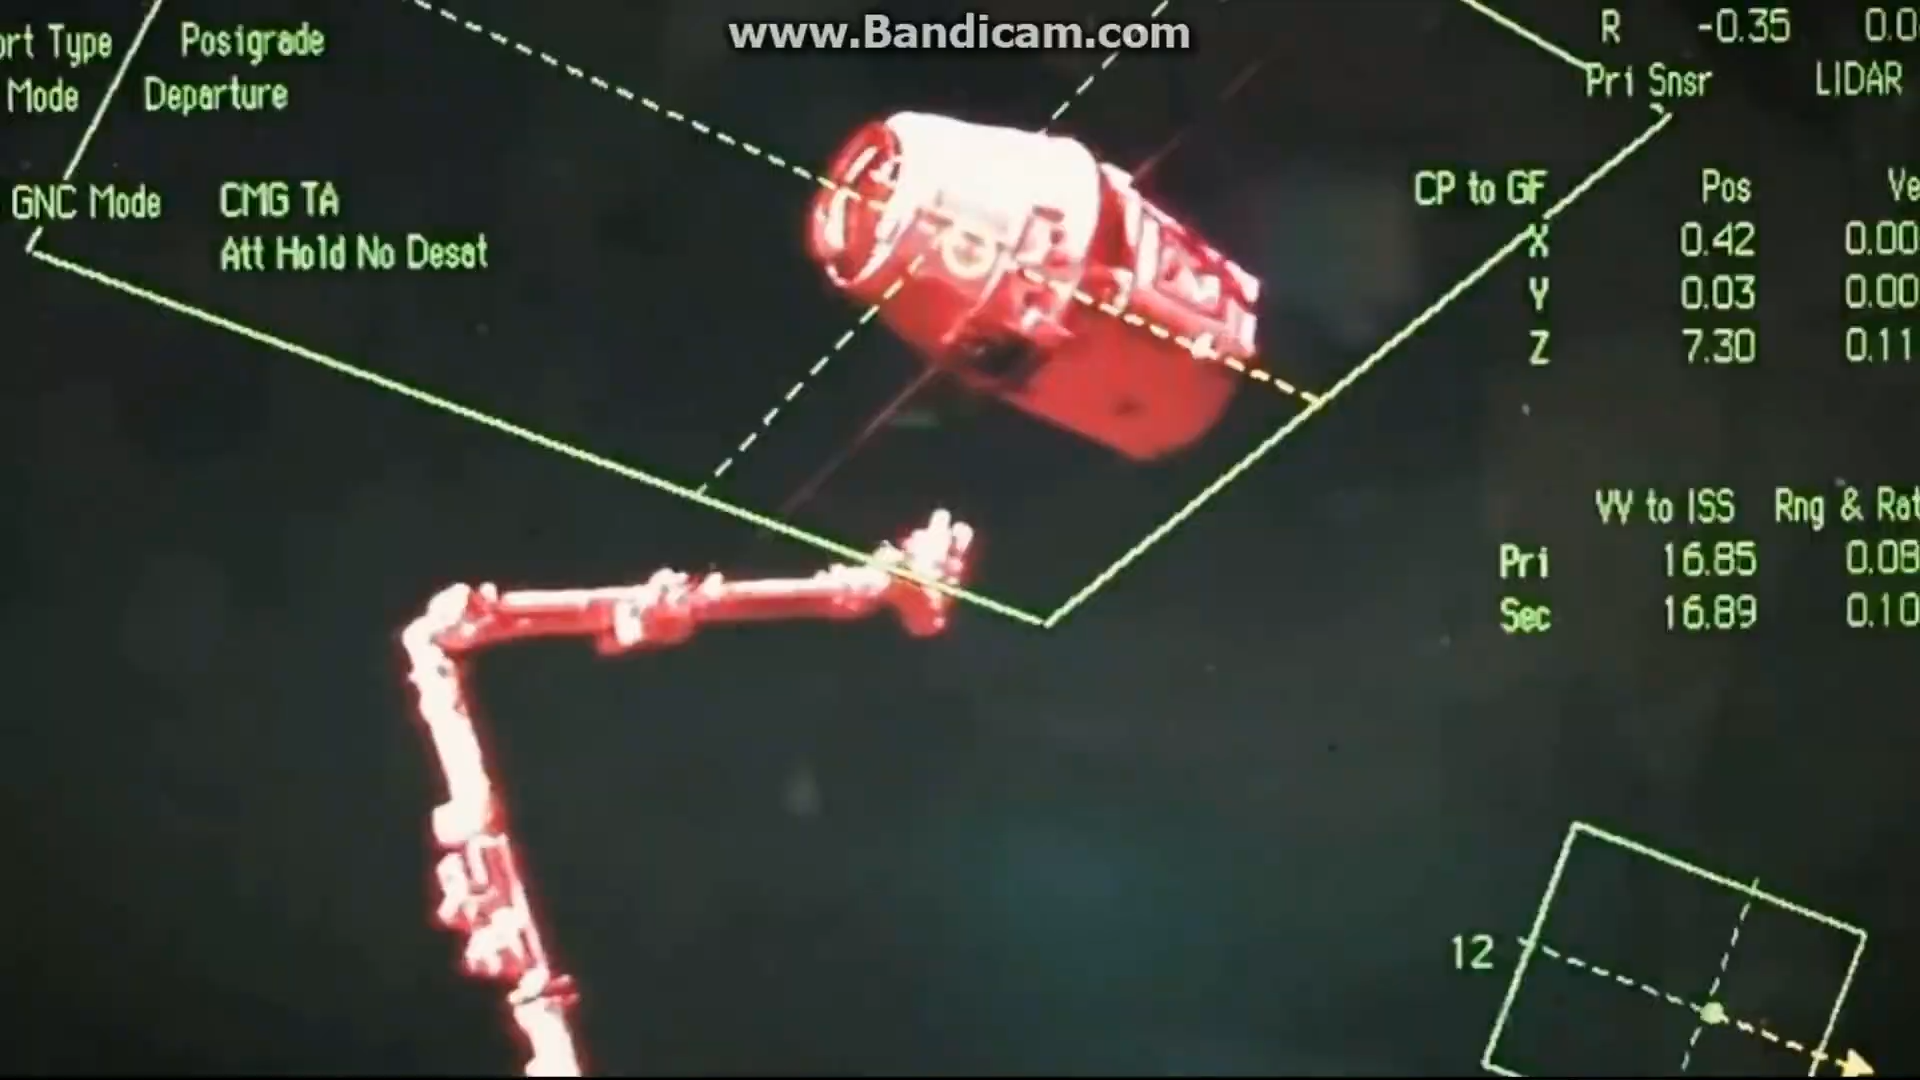 www.Bandicam.com
ort Type Posigrade
Mode Departure
GNC Mode CMG TA
Att Hold No Desat
R -0.35 0.0
Pri Snsr LIDAR
CP to GF Pos Ve
X 0.42 0.00
Y 0.03 0.00
Z 7.30 0.11
VV to ISS Rng & Rat
Pri 16.85 0.08
Sec 16.89 0.10
12